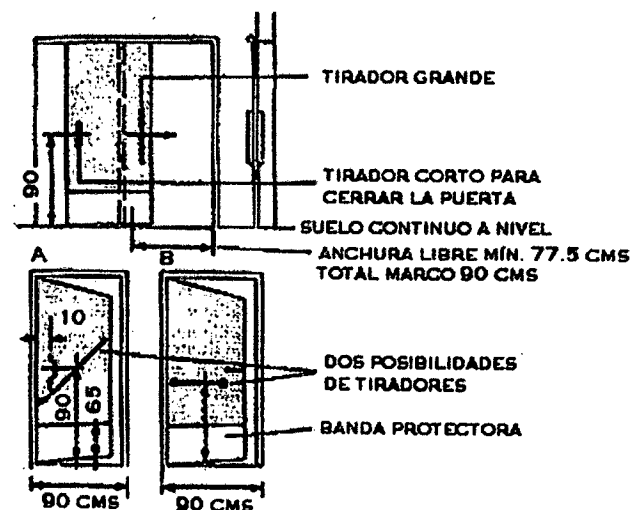 TIRADOR GRANDE
90
TIRADOR CORTO PARA
CERRAR LA PUERTA
SUELO CONTINUO A NIVEL
ANCHURA LIBRE MÍN. 77.5 CMS
TOTAL MARCO 90 CMS
A
B
10
90
65
DOS POSIBILIDADES
DE TIRADORES
BANDA PROTECTORA
90 CMS
90 CMS